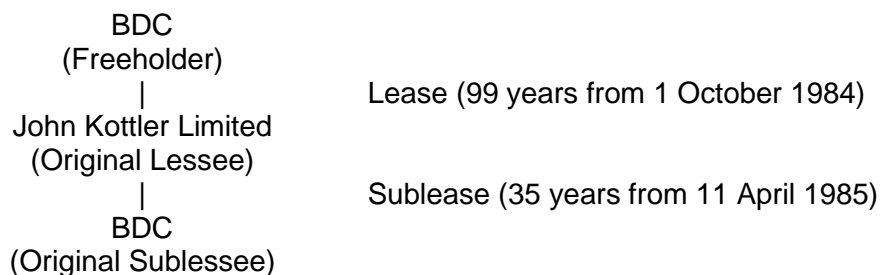 BDC
(Freeholder)
| Lease (99 years from 1 October 1984)
John Kottler Limited
(Original Lessee)
| Sublease (35 years from 11 April 1985)
BDC
(Original Sublessee)